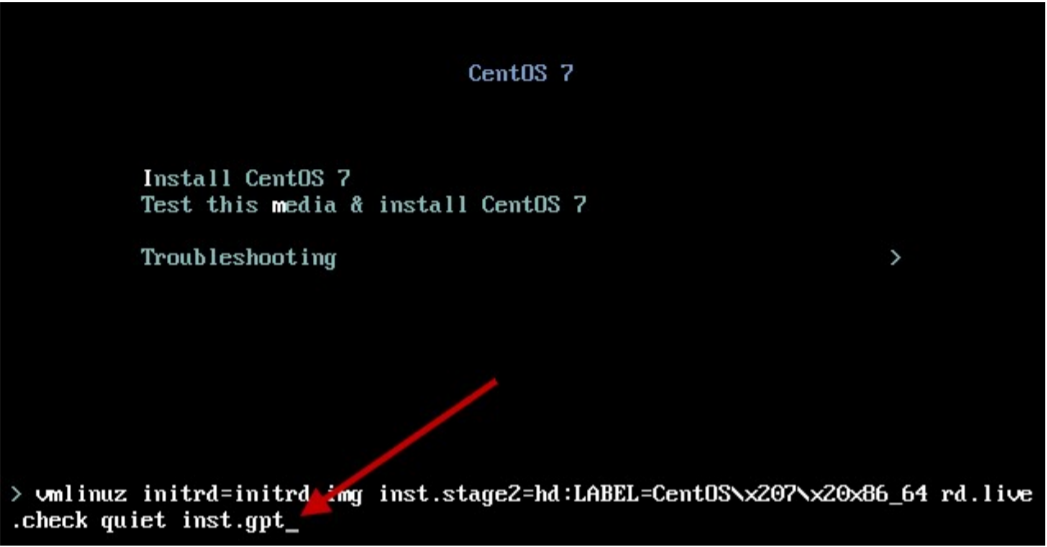 CentOS 7
Install CentOS 7
Test this media & install CentOS 7
Troubleshooting >
> vmlinuz initrd=initrd.img inst.stage2=hd:LABEL=CentOS\x207\x20x86_64 rd.live
.check quiet inst.gpt_